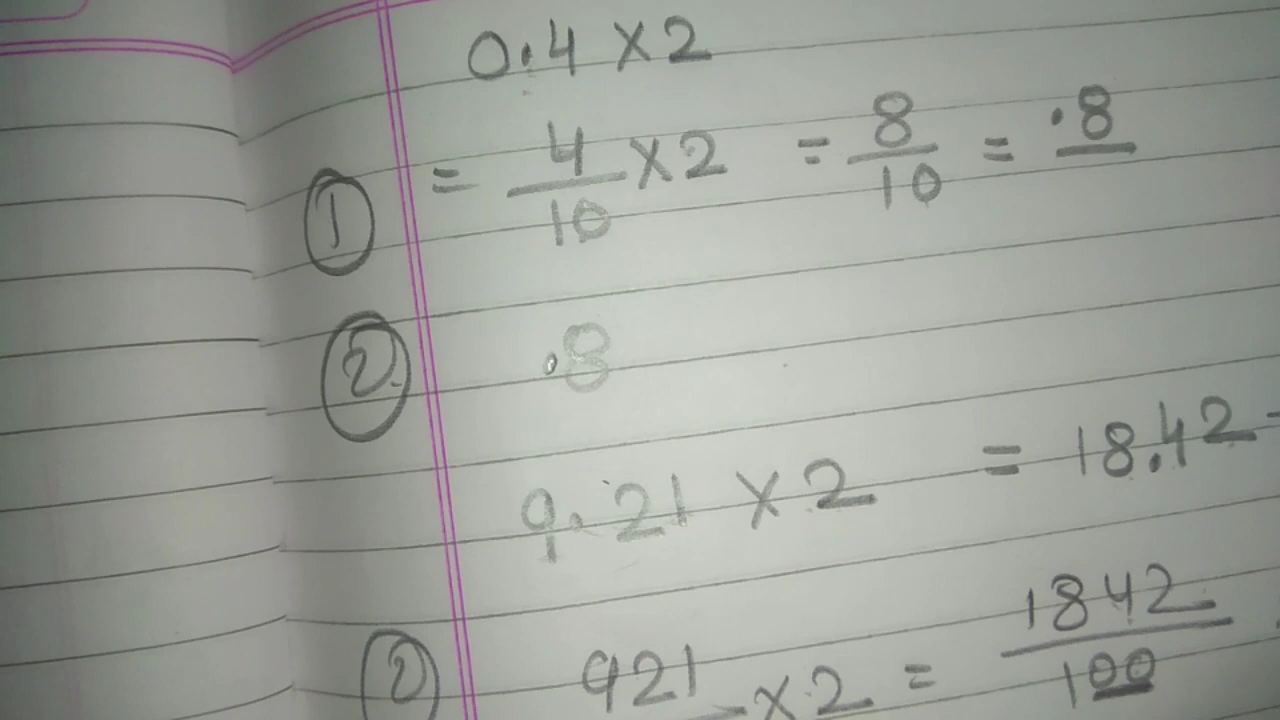 0.4 × 2
① = 4/10 × 2 = 8/10 = .8
② .8
9.21 × 2 = 18.42
② 921 × 2 = 1842/100